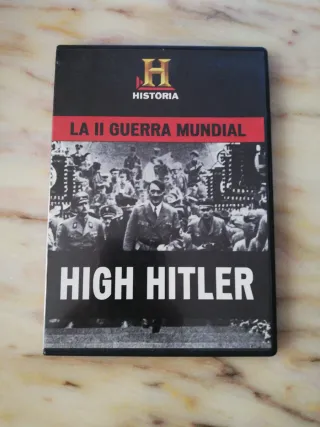 H
HISTORIA
LA II GUERRA MUNDIAL
HIGH HITLER